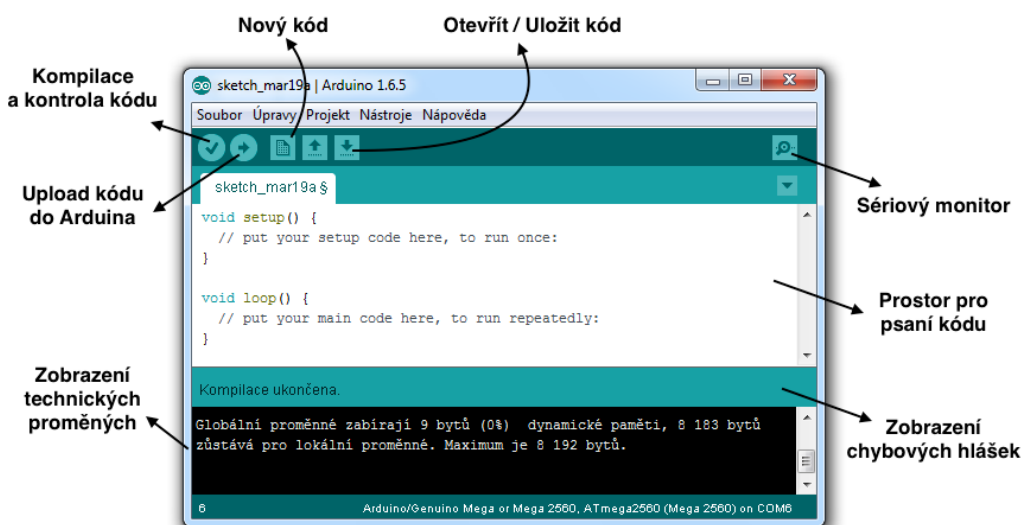 Nový kód
Otevřít / Uložit kód
Kompilace
a kontrola kódu
sketch_mar19a | Arduino 1.6.5
Soubor Úpravy Projekt Nástroje Nápověda
Upload kódu
do Arduina
sketch_mar19a §
Sériový monitor
void setup() {
// put your setup code here, to run once:
}
void loop() {
// put your main code here, to run repeatedly:
}
Prostor pro
psaní kódu
Zobrazení
technických
proměných
Kompilace ukončena.
Globální proměnné zabírají 9 bytů (0%)  dynamické paměti, 8 183 bytů
zůstává pro lokální proměnné. Maximum je 8 192 bytů.
Zobrazení
chybových hlášek
6
Arduino/Genuino Mega or Mega 2560, ATmega2560 (Mega 2560) on COM6